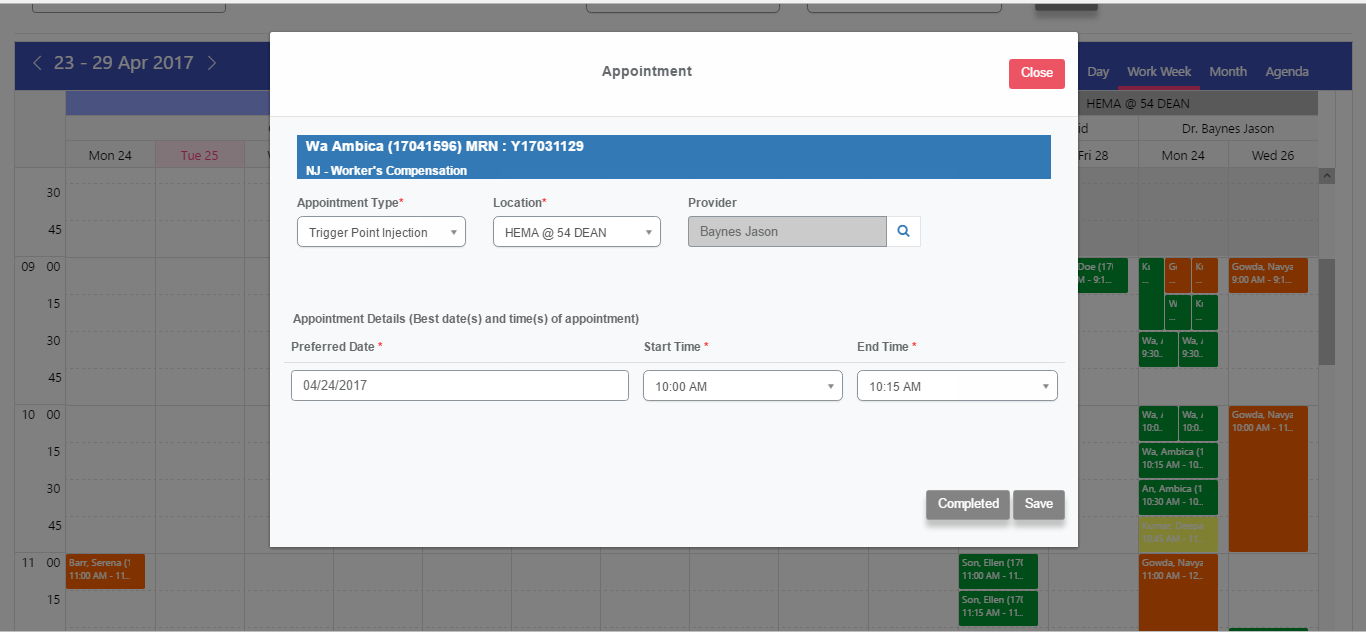 23 - 29 Apr 2017
Day Work Week Month Agenda
HEMA @ 54 DEAN
Dr. Baynes Jason
Mon 24 Tue 25 Fri 28 Mon 24 Wed 26
Appointment
Close
Wa Ambica (17041596) MRN : Y17031129
NJ - Worker's Compensation
Appointment Type* Location* Provider
Trigger Point Injection HEMA @ 54 DEAN Baynes Jason
Appointment Details (Best date(s) and time(s) of appointment)
Preferred Date * Start Time * End Time *
04/24/2017 10:00 AM 10:15 AM
Completed Save
30
45
09 00
15
30
45
10 00
15
30
45
11 00
15
Doe (17
Gowda, Navya
9:00 AM - 9:1...
Wa,
9:30..
Wa,
9:30..
Wa,
10:0..
Wa,
10:0..
Gowda, Navya
10:00 AM - 11...
Wa, Ambica (1
10:15 AM - 10...
An, Ambica (1
10:30 AM - 10...
Barr, Serena (1
11:00 AM - 11...
Son, Ellen (170
11:00 AM - 11...
Gowda, Navya
11:00 AM - 12...
Son, Ellen (170
11:15 AM - 11...